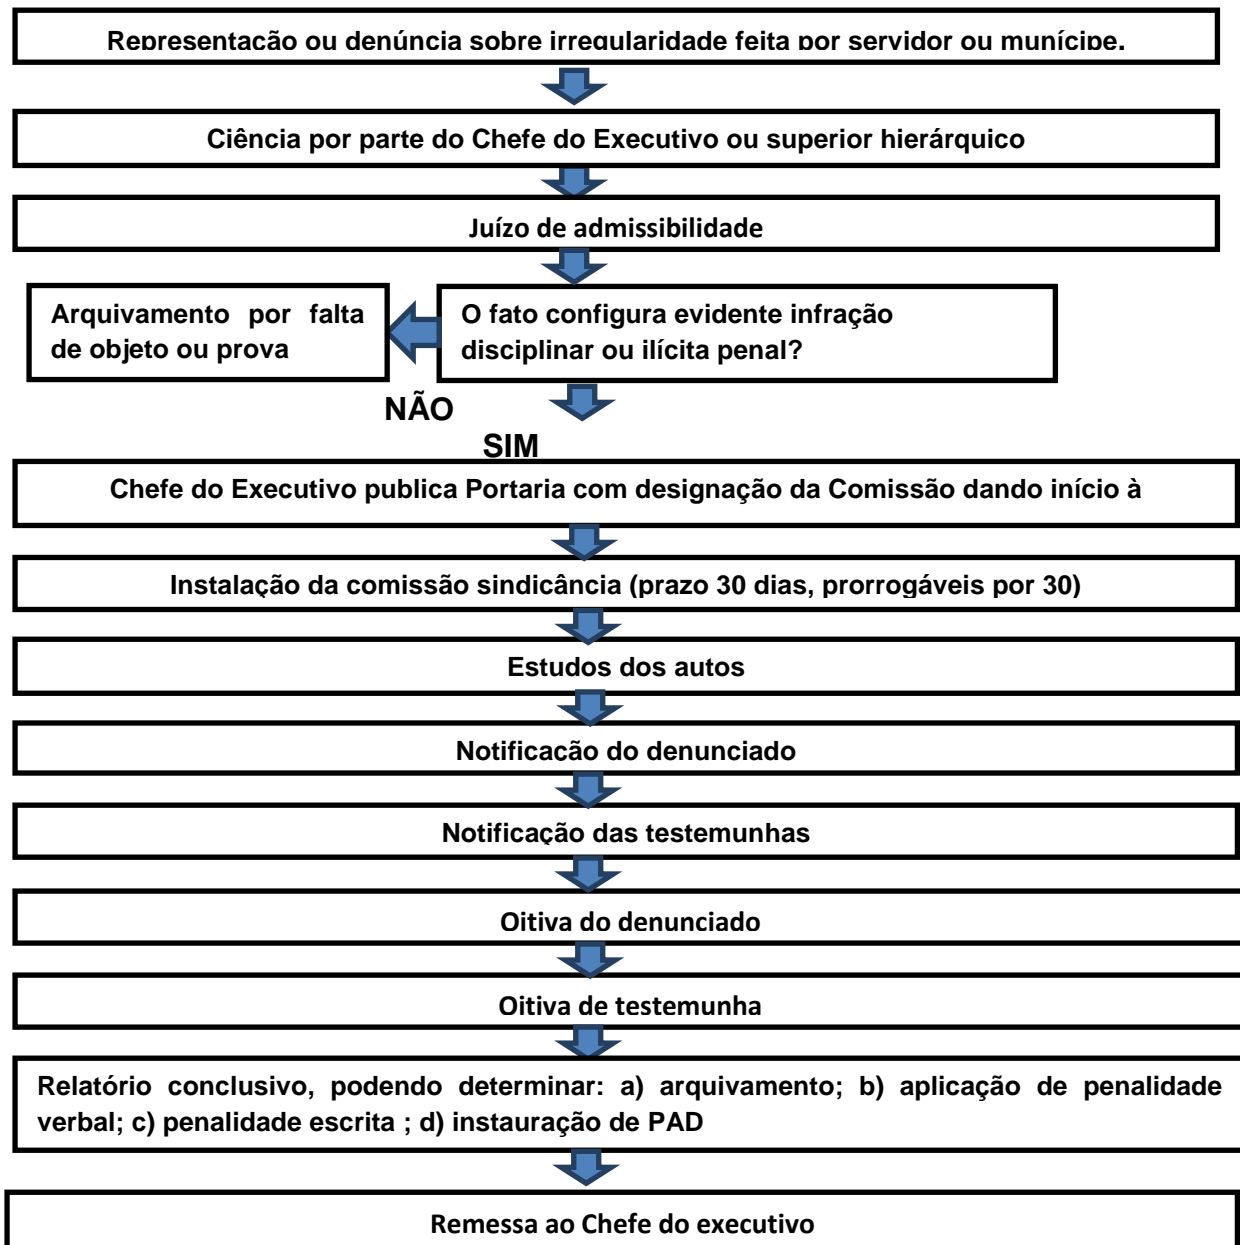 Representação ou denúncia sobre irregularidade feita por servidor ou munícipe.
Ciência por parte do Chefe do Executivo ou superior hierárquico
Juízo de admissibilidade
Arquivamento por falta
de objeto ou prova
O fato configura evidente infração
disciplinar ou ilícita penal?
NÃO
SIM
Chefe do Executivo publica Portaria com designação da Comissão dando início à
Instalação da comissão sindicância (prazo 30 dias, prorrogáveis por 30)
Estudos dos autos
Notificação do denunciado
Notificação das testemunhas
Oitiva do denunciado
Oitiva de testemunha
Relatório conclusivo, podendo determinar: a) arquivamento; b) aplicação de penalidade
verbal; c) penalidade escrita ; d) instauração de PAD
Remessa ao Chefe do executivo